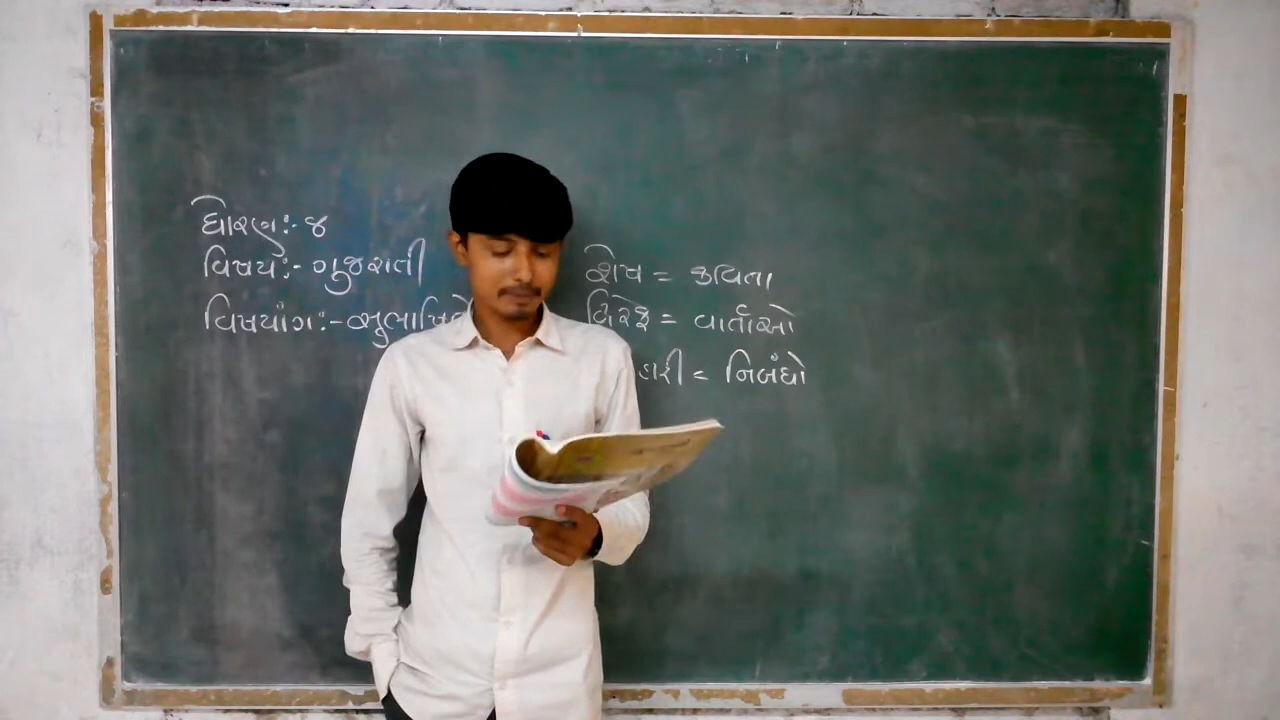 ધોરણ:- ૪
વિષય:- ગુજરાતી
વિષયાંગ:-
શેષ = કવિતા
દ્વિરેફ = વાર્તાઓ
= નિબંધો